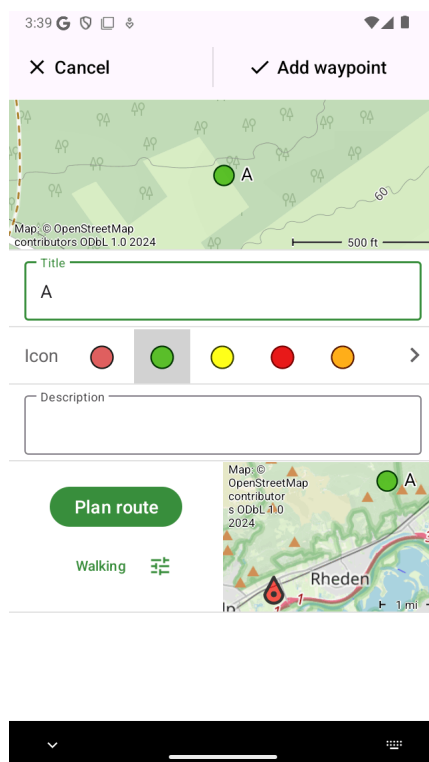 3:39
Cancel
Add waypoint
A
60
Map: © OpenStreetMap
contributors ODbL 1.0 2024
500 ft
Title
A
Icon
Description
Plan route
Walking
Map: ©
OpenStreetMap
contributor
s ODbL 1.0
2024
A
Rheden
1
1 mi